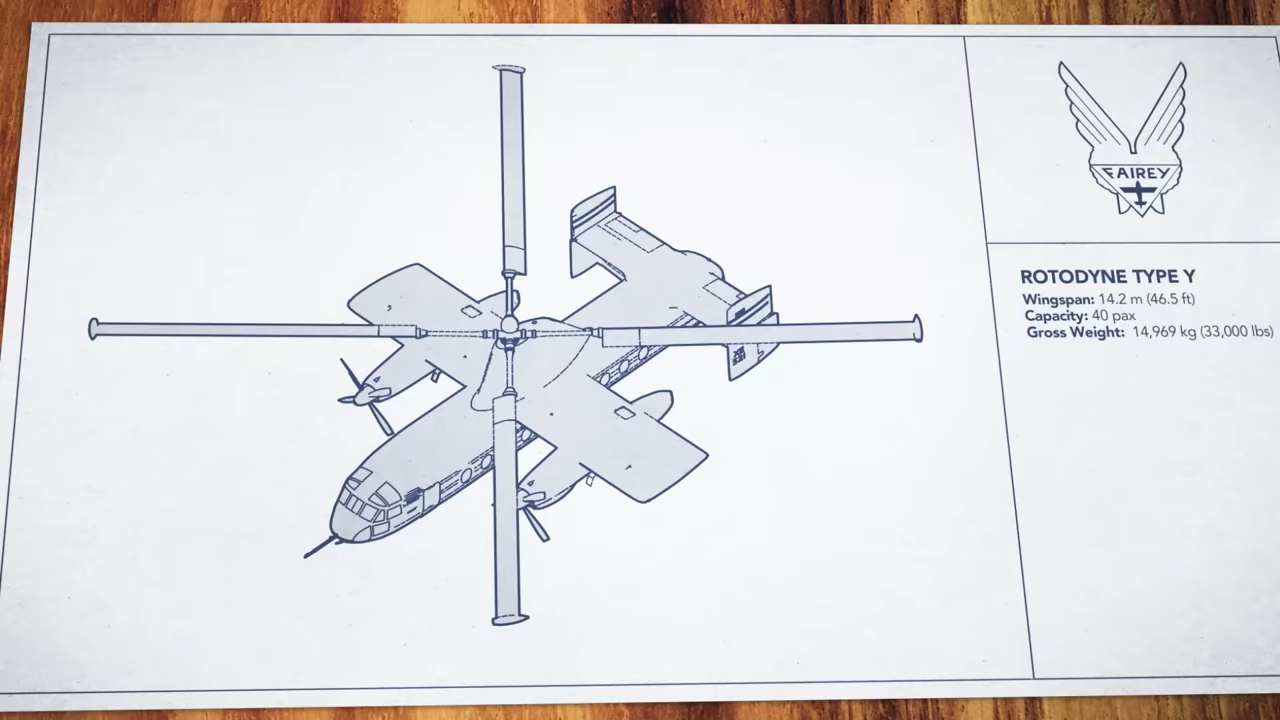 FAIREY
ROTODYNE TYPE Y
Wingspan: 14.2 m (46.5 ft)
Capacity: 40 pax
Gross Weight: 14,969 kg (33,000 lbs)